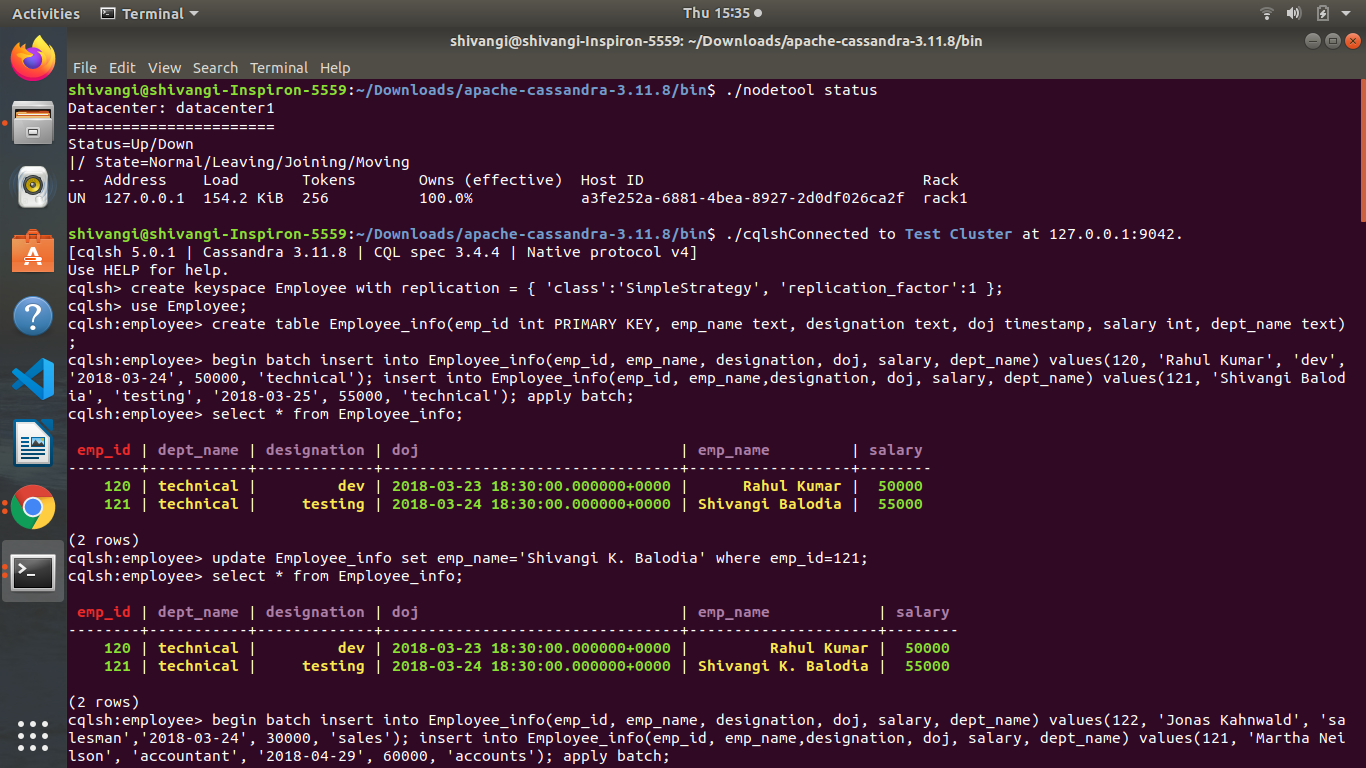 Activities Terminal Thu 15:35
shivangi@shivangi-Inspiron-5559: ~/Downloads/apache-cassandra-3.11.8/bin
File Edit View Search Terminal Help
shivangi@shivangi-Inspiron-5559:~/Downloads/apache-cassandra-3.11.8/bin$ ./nodetool status
Datacenter: datacenter1
=======================
Status=Up/Down
|/ State=Normal/Leaving/Joining/Moving
--  Address    Load       Tokens       Owns (effective)  Host ID                               Rack
UN  127.0.0.1  154.2 KiB  256          100.0%            a3fe252a-6881-4bea-8927-2d0df026ca2f  rack1
shivangi@shivangi-Inspiron-5559:~/Downloads/apache-cassandra-3.11.8/bin$ ./cqlshConnected to Test Cluster at 127.0.0.1:9042.
[cqlsh 5.0.1 | Cassandra 3.11.8 | CQL spec 3.4.4 | Native protocol v4]
Use HELP for help.
cqlsh> create keyspace Employee with replication = { 'class':'SimpleStrategy', 'replication_factor':1 };
cqlsh> use Employee;
cqlsh:employee> create table Employee_info(emp_id int PRIMARY KEY, emp_name text, designation text, doj timestamp, salary int, dept_name text)
;
cqlsh:employee> begin batch insert into Employee_info(emp_id, emp_name, designation, doj, salary, dept_name) values(120, 'Rahul Kumar', 'dev',
'2018-03-24', 50000, 'technical'); insert into Employee_info(emp_id, emp_name,designation, doj, salary, dept_name) values(121, 'Shivangi Balod
ia', 'testing', '2018-03-25', 55000, 'technical'); apply batch;
cqlsh:employee> select * from Employee_info;
 emp_id | dept_name | designation | doj                             | emp_name         | salary
--------+-----------+-------------+---------------------------------+------------------+--------
    120 | technical |         dev | 2018-03-23 18:30:00.000000+0000 |      Rahul Kumar |  50000
    121 | technical |     testing | 2018-03-24 18:30:00.000000+0000 | Shivangi Balodia |  55000
(2 rows)
cqlsh:employee> update Employee_info set emp_name='Shivangi K. Balodia' where emp_id=121;
cqlsh:employee> select * from Employee_info;
 emp_id | dept_name | designation | doj                             | emp_name            | salary
--------+-----------+-------------+---------------------------------+---------------------+--------
    120 | technical |         dev | 2018-03-23 18:30:00.000000+0000 |         Rahul Kumar |  50000
    121 | technical |     testing | 2018-03-24 18:30:00.000000+0000 | Shivangi K. Balodia |  55000
(2 rows)
cqlsh:employee> begin batch insert into Employee_info(emp_id, emp_name, designation, doj, salary, dept_name) values(122, 'Jonas Kahnwald', 'sa
lesman','2018-03-24', 30000, 'sales'); insert into Employee_info(emp_id, emp_name,designation, doj, salary, dept_name) values(121, 'Martha Nei
lson', 'accountant', '2018-04-29', 60000, 'accounts'); apply batch;